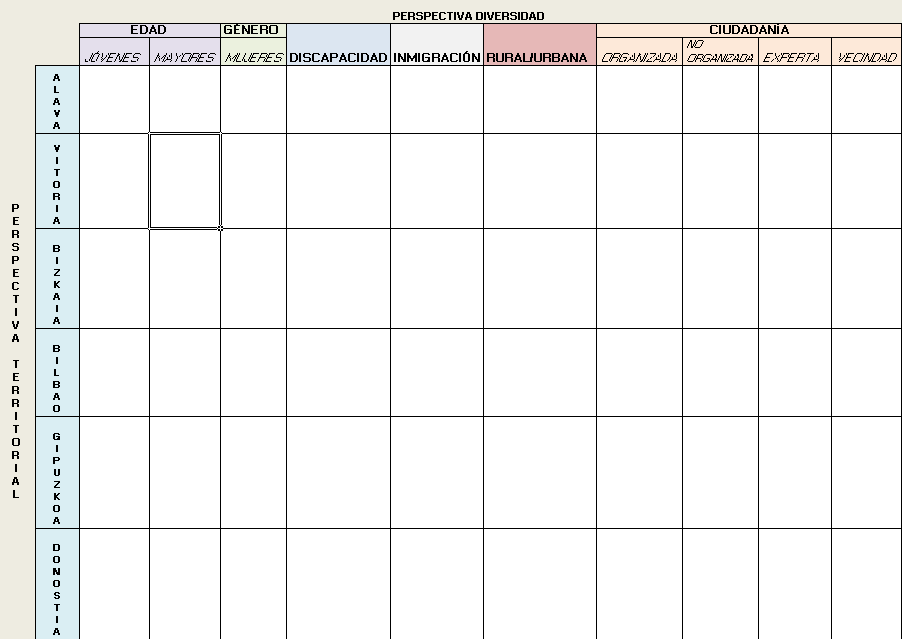 PERSPECTIVA DIVERSIDAD
EDAD GÉNERO DISCAPACIDAD INMIGRACIÓN RURAL/URBANA CIUDADANÍA
JÓVENES MAYORES MUJERES ORGANIZADA NO ORGANIZADA EXPERTA VECINDAD
PERSPECTIVA TERRITORIAL
ALAVA
VITORIA
BIZKAIA
BILBAO
GIPUZKOA
DONOSTIA